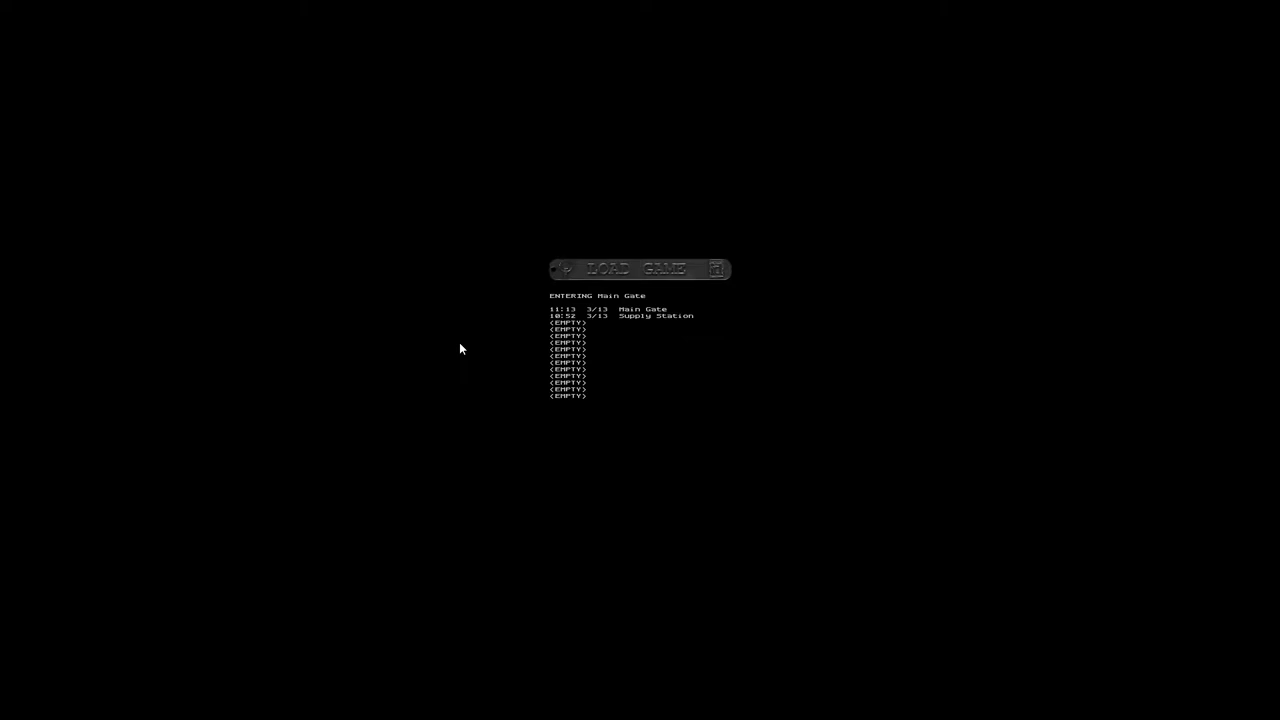 LOAD GAME
ENTERING Main Gate
11:13 3/13 Main Gate
10:52 3/13 Supply Station
<EMPTY>
<EMPTY>
<EMPTY>
<EMPTY>
<EMPTY>
<EMPTY>
<EMPTY>
<EMPTY>
<EMPTY>
<EMPTY>
<EMPTY>
<EMPTY>